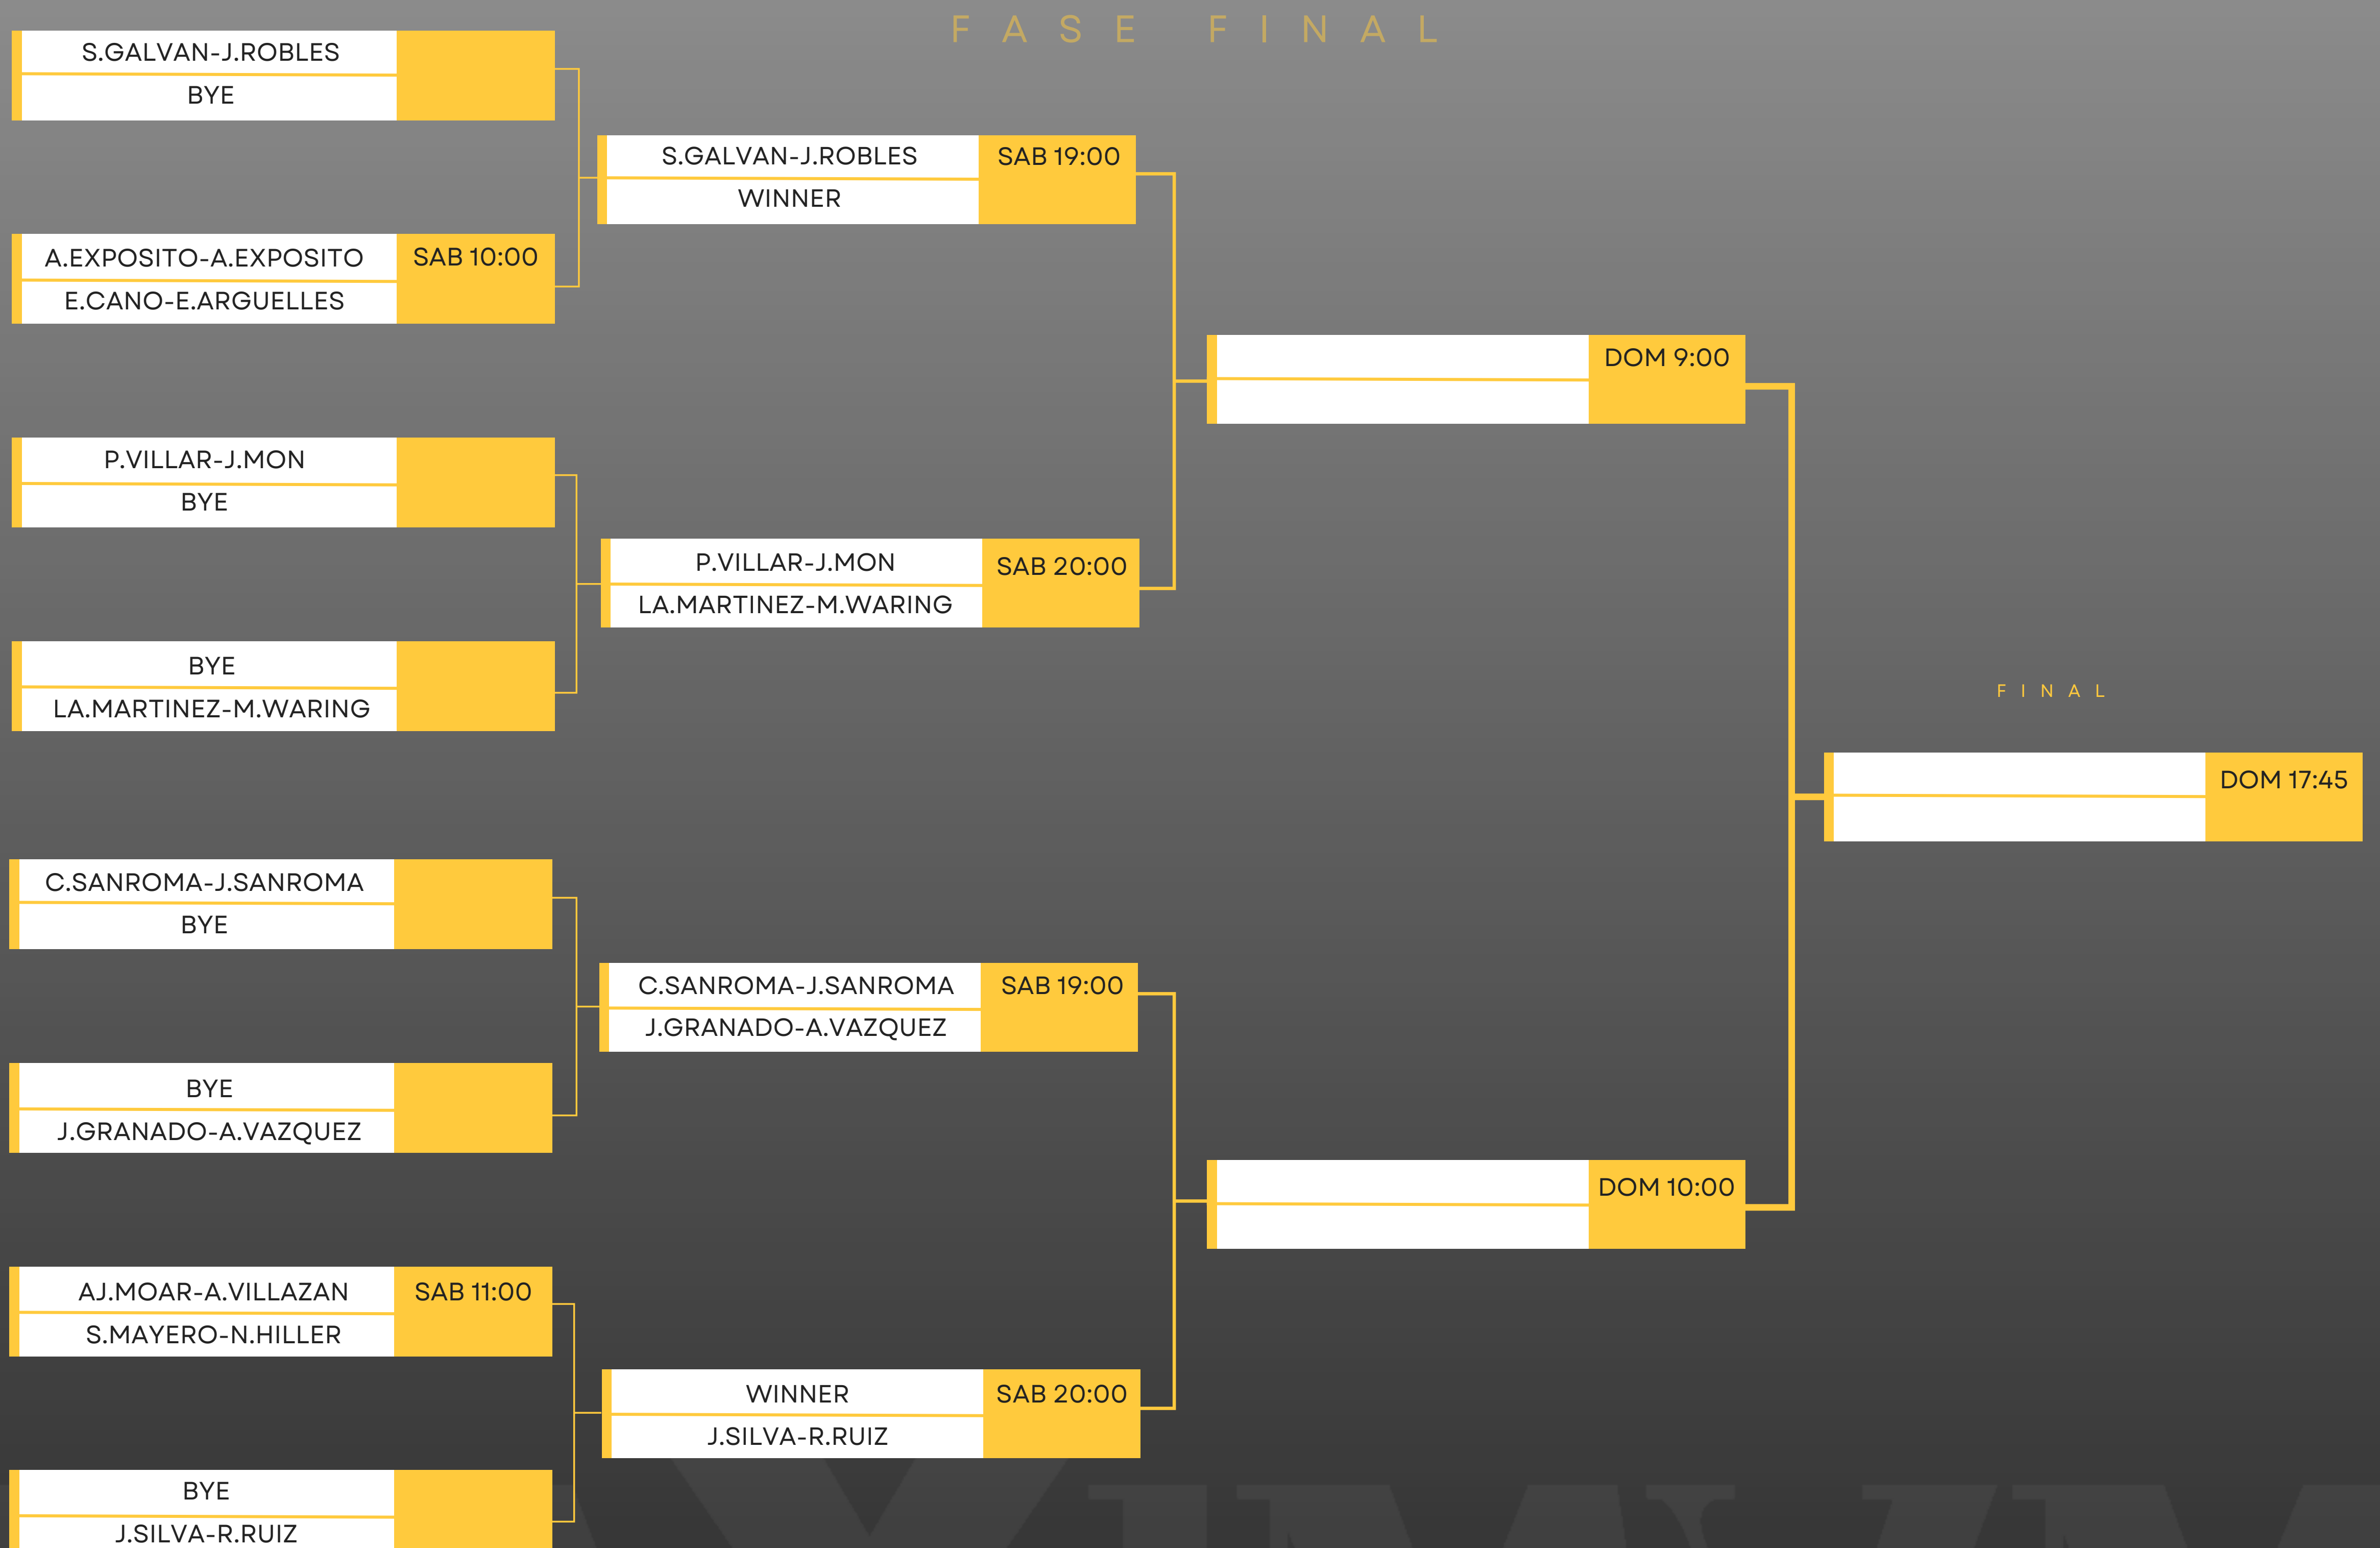 FASE FINAL
S.GALVAN-J.ROBLES
BYE
A.EXPOSITO-A.EXPOSITO
SAB 10:00
E.CANO-E.ARGUELLES
P.VILLAR-J.MON
BYE
BYE
LA.MARTINEZ-M.WARING
C.SANROMA-J.SANROMA
BYE
BYE
J.GRANADO-A.VAZQUEZ
AJ.MOAR-A.VILLAZAN
SAB 11:00
S.MAYERO-N.HILLER
BYE
J.SILVA-R.RUIZ
S.GALVAN-J.ROBLES
SAB 19:00
WINNER
P.VILLAR-J.MON
SAB 20:00
LA.MARTINEZ-M.WARING
C.SANROMA-J.SANROMA
SAB 19:00
J.GRANADO-A.VAZQUEZ
WINNER
SAB 20:00
J.SILVA-R.RUIZ
DOM 9:00
DOM 10:00
FINAL
DOM 17:45